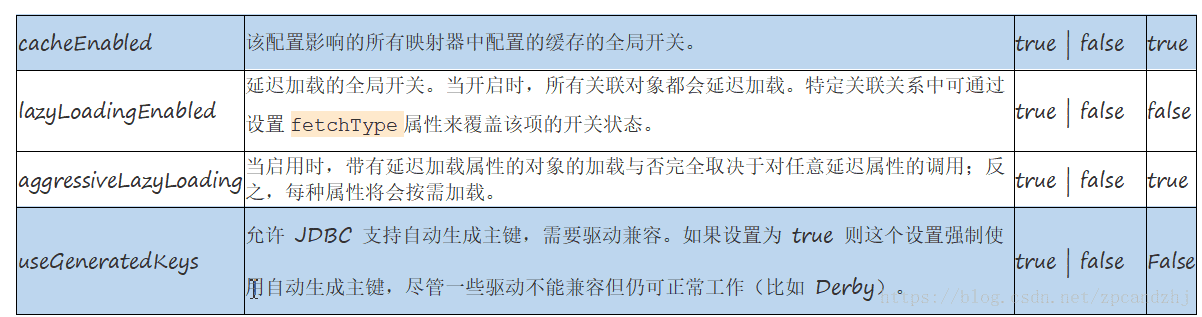 cacheEnabled 该配置影响的所有映射器中配置的缓存的全局开关。 true | false true
延迟加载的全局开关。当开启时，所有关联对象都会延迟加载。特定关联关系中可通过
lazyLoadingEnabled true | false false
设置 fetchType 属性来覆盖该项的开关状态。
当启用时，带有延迟加载属性的对象的加载与否完全取决于对任意延迟属性的调用；反
aggressiveLazyLoading true | false true
之，每种属性将会按需加载。
允许 JDBC 支持自动生成主键，需要驱动兼容。如果设置为 true 则这个设置强制使
useGeneratedKeys true | false False
用自动生成主键，尽管一些驱动不能兼容但仍可正常工作（比如 Derby）。
https://blog.csdn.net/zpcandzhj